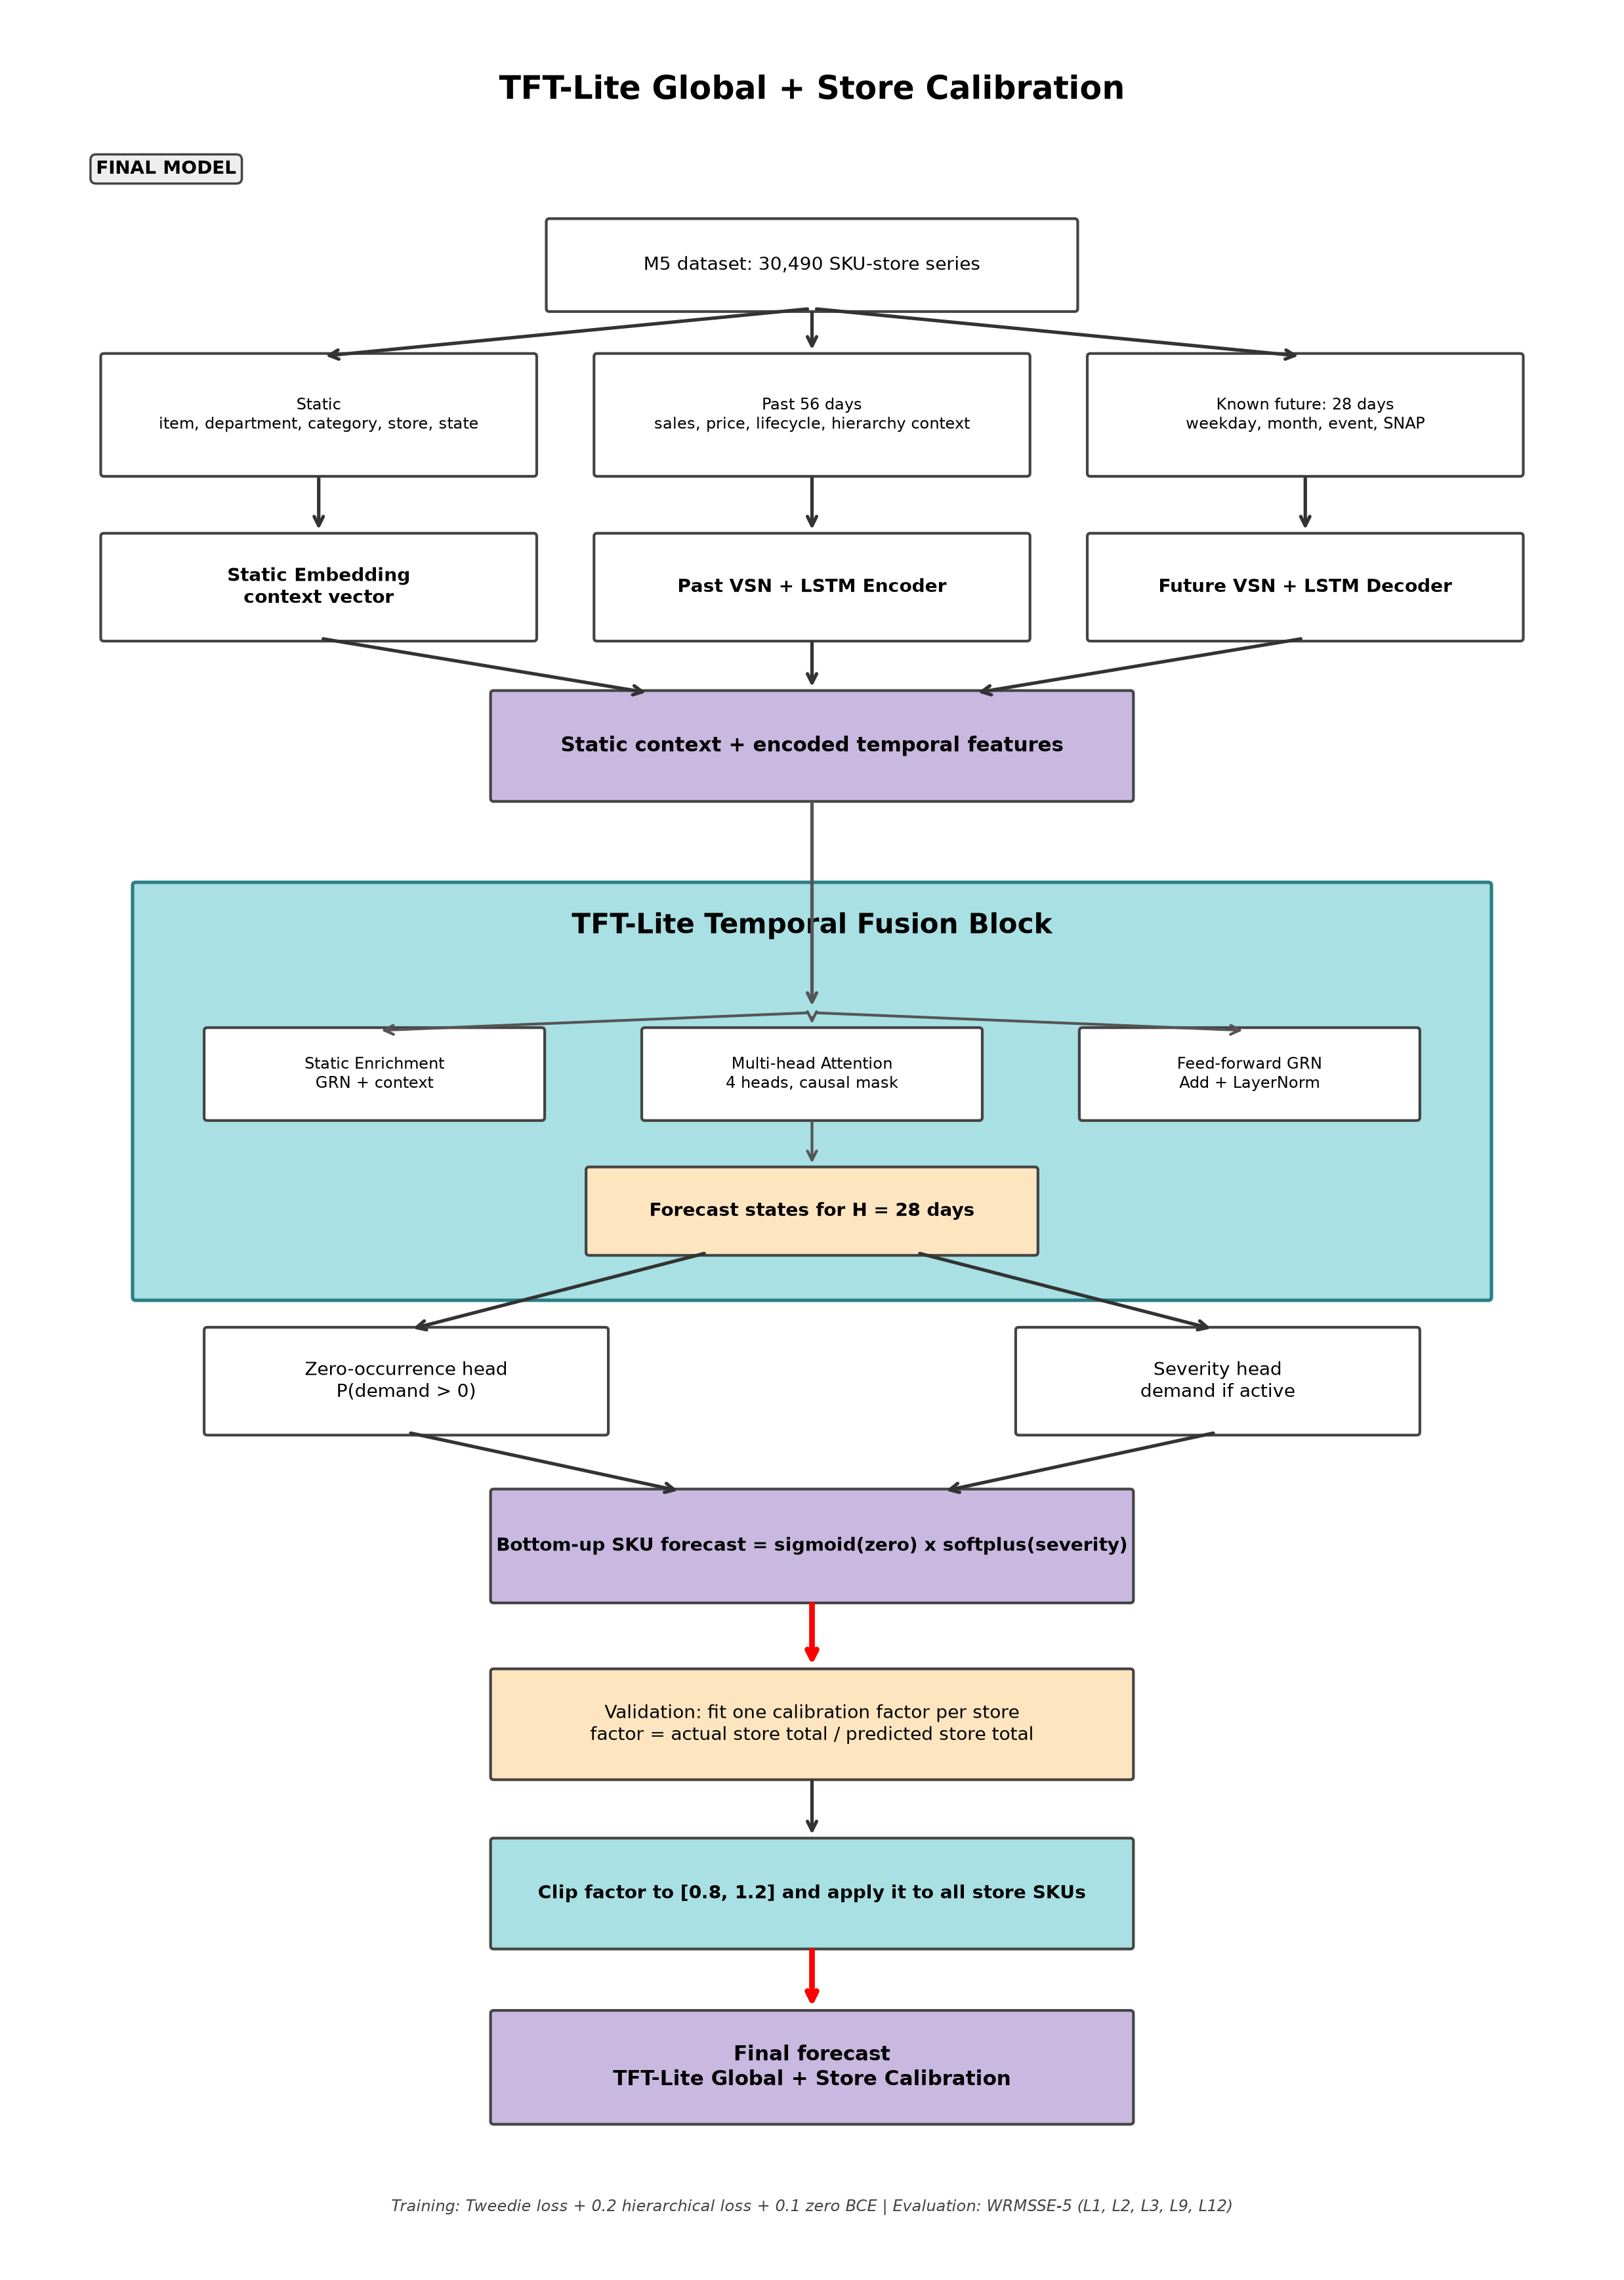 TFT-Lite Global + Store Calibration
FINAL MODEL
M5 dataset: 30,490 SKU-store series
Static
item, department, category, store, state
Past 56 days
sales, price, lifecycle, hierarchy context
Known future: 28 days
weekday, month, event, SNAP
Static Embedding
context vector
Past VSN + LSTM Encoder
Future VSN + LSTM Decoder
Static context + encoded temporal features
TFT-Lite Temporal Fusion Block
Static Enrichment
GRN + context
Multi-head Attention
4 heads, causal mask
Feed-forward GRN
Add + LayerNorm
Forecast states for H = 28 days
Zero-occurrence head
P(demand > 0)
Severity head
demand if active
Bottom-up SKU forecast = sigmoid(zero) x softplus(severity)
Validation: fit one calibration factor per store
factor = actual store total / predicted store total
Clip factor to [0.8, 1.2] and apply it to all store SKUs
Final forecast
TFT-Lite Global + Store Calibration
Training: Tweedie loss + 0.2 hierarchical loss + 0.1 zero BCE | Evaluation: WRMSSE-5 (L1, L2, L3, L9, L12)